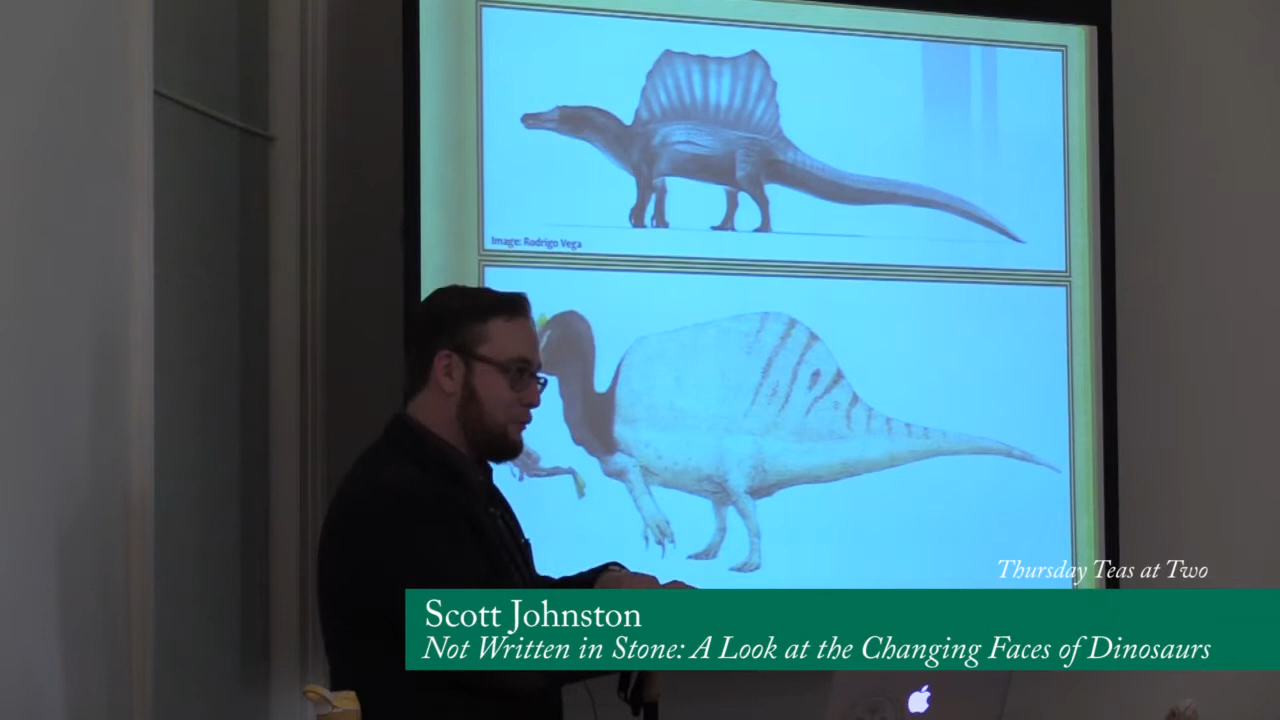 Image: Rodrigo Vega
Thursday Teas at Two
Scott Johnston
Not Written in Stone: A Look at the Changing Faces of Dinosaurs